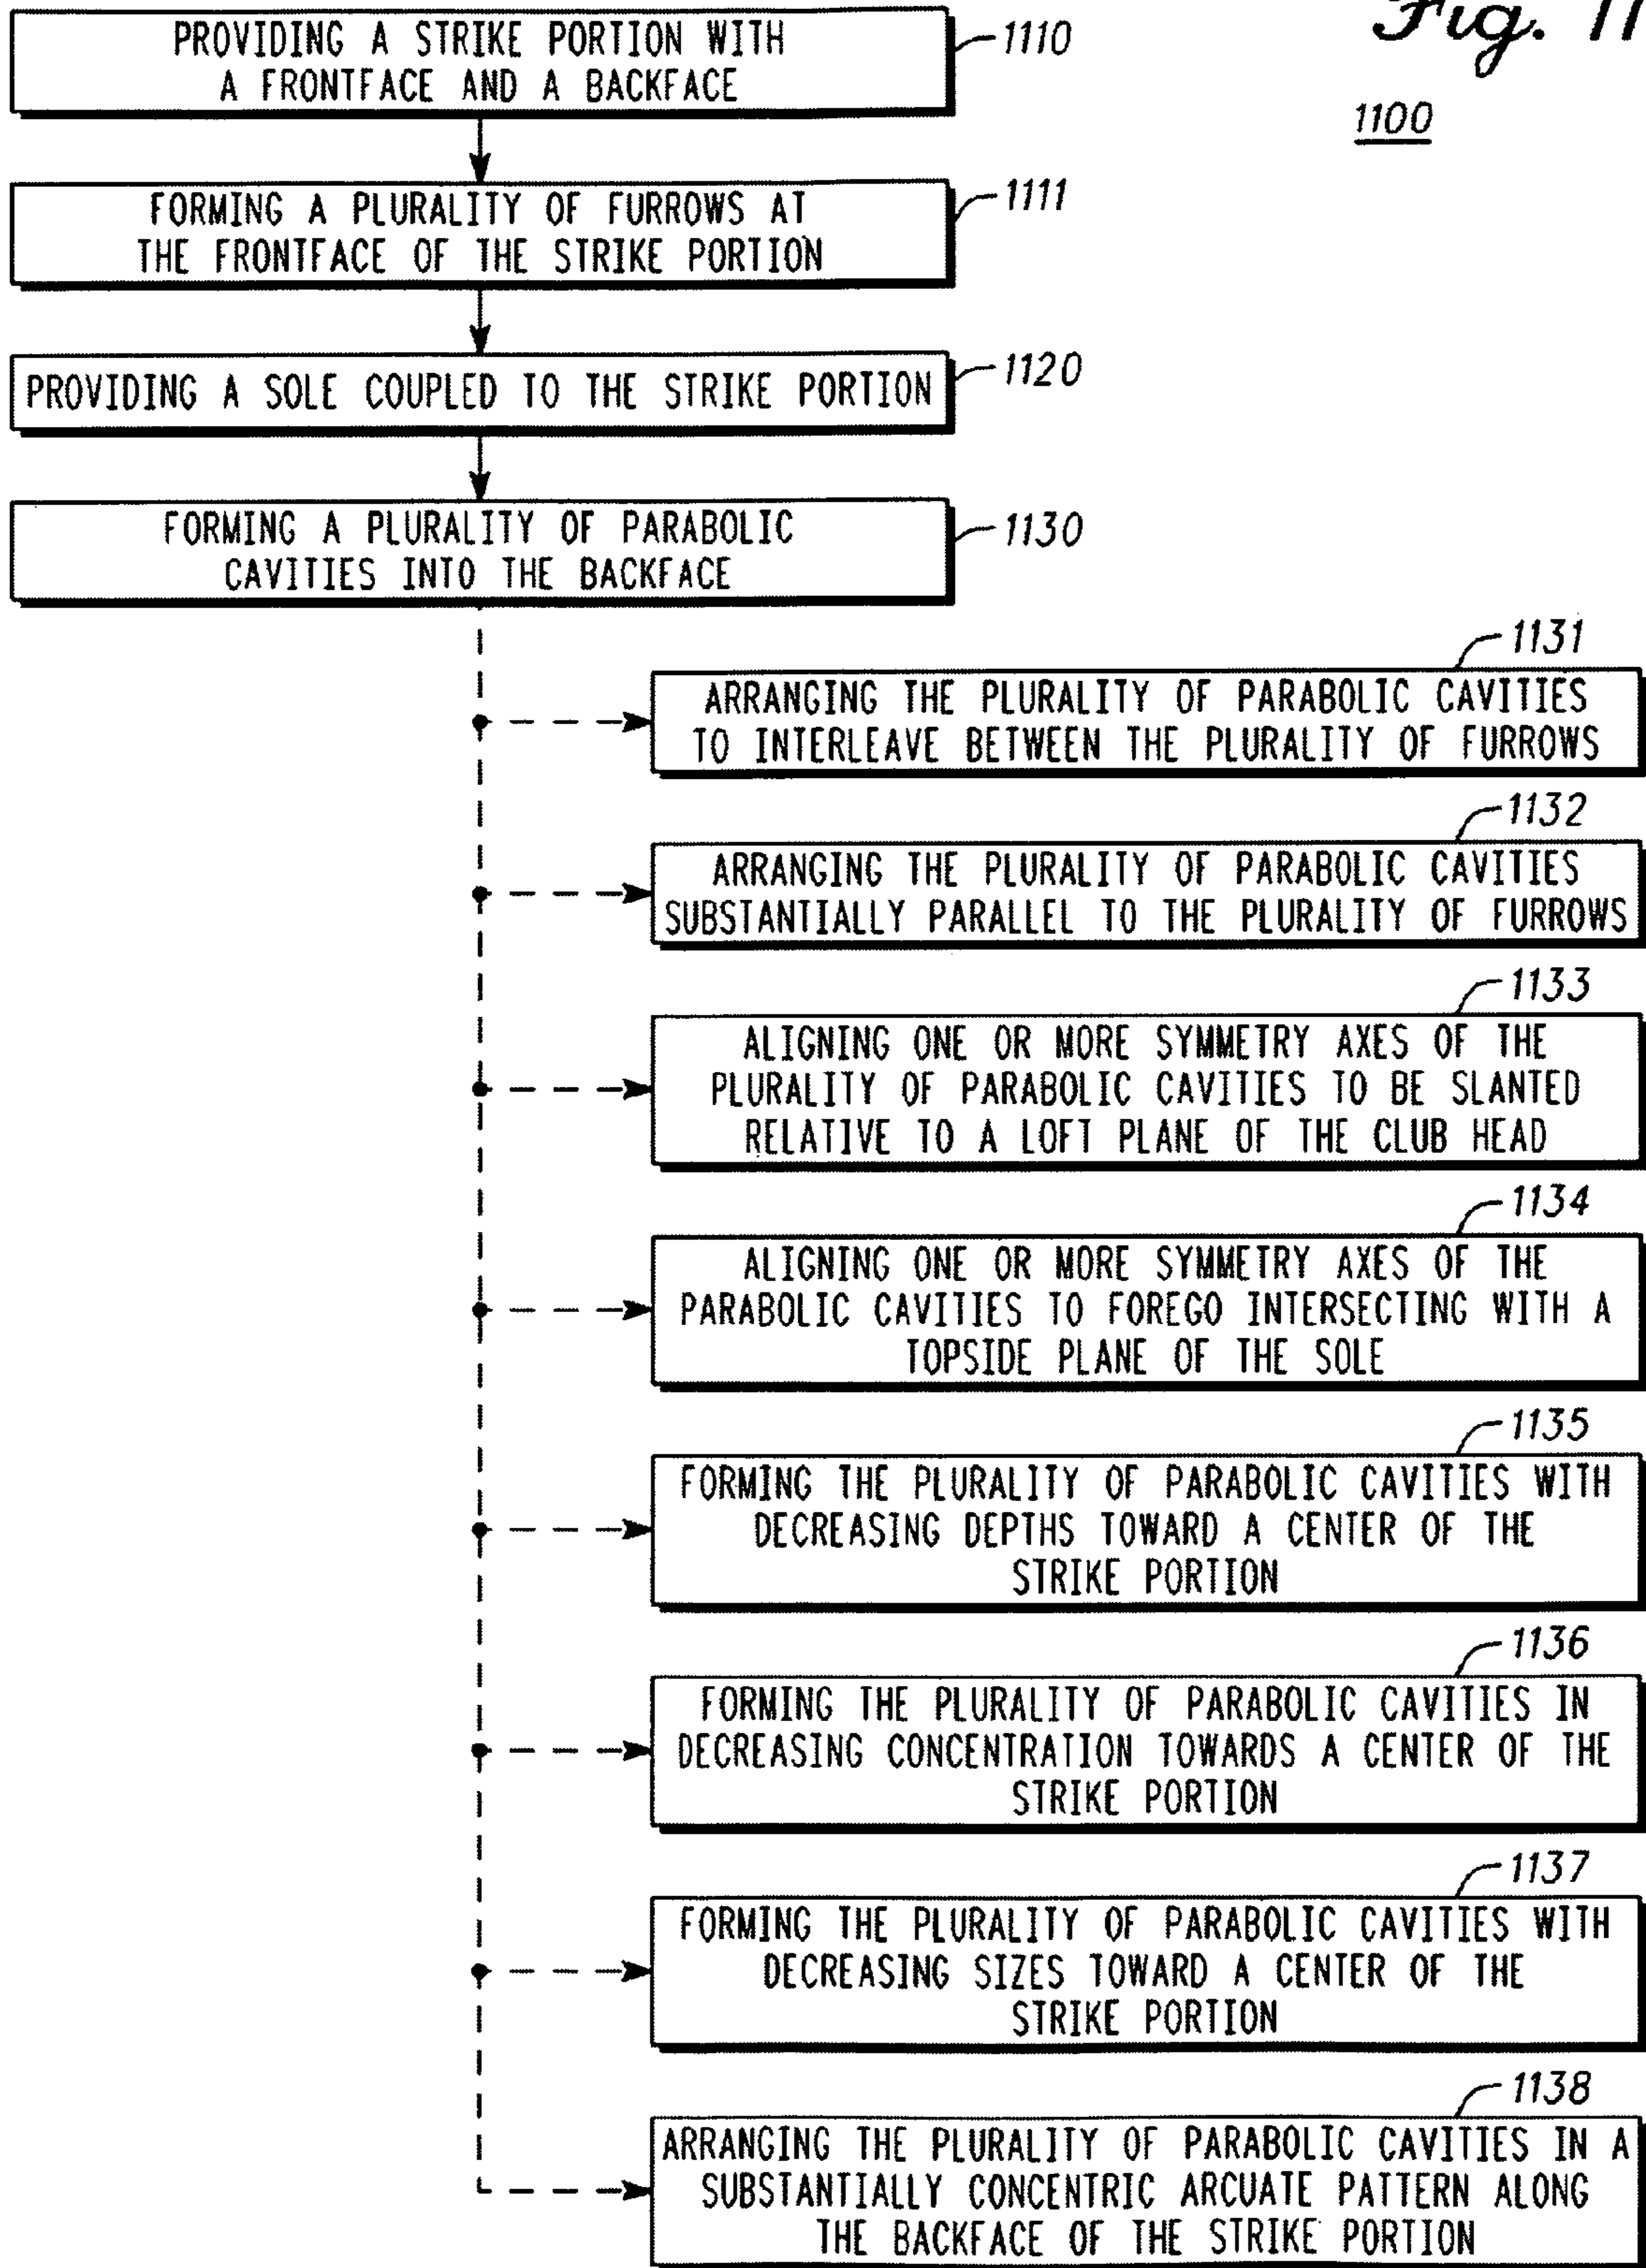 Fig. 11
1100
PROVIDING A STRIKE PORTION WITH
A FRONTFACE AND A BACKFACE
1110
FORMING A PLURALITY OF FURROWS AT
THE FRONTFACE OF THE STRIKE PORTION
1111
PROVIDING A SOLE COUPLED TO THE STRIKE PORTION
1120
FORMING A PLURALITY OF PARABOLIC
CAVITIES INTO THE BACKFACE
1130
1131
ARRANGING THE PLURALITY OF PARABOLIC CAVITIES
TO INTERLEAVE BETWEEN THE PLURALITY OF FURROWS
1132
ARRANGING THE PLURALITY OF PARABOLIC CAVITIES
SUBSTANTIALLY PARALLEL TO THE PLURALITY OF FURROWS
1133
ALIGNING ONE OR MORE SYMMETRY AXES OF THE
PLURALITY OF PARABOLIC CAVITIES TO BE SLANTED
RELATIVE TO A LOFT PLANE OF THE CLUB HEAD
1134
ALIGNING ONE OR MORE SYMMETRY AXES OF THE
PARABOLIC CAVITIES TO FOREGO INTERSECTING WITH A
TOPSIDE PLANE OF THE SOLE
1135
FORMING THE PLURALITY OF PARABOLIC CAVITIES WITH
DECREASING DEPTHS TOWARD A CENTER OF THE
STRIKE PORTION
1136
FORMING THE PLURALITY OF PARABOLIC CAVITIES IN
DECREASING CONCENTRATION TOWARDS A CENTER OF THE
STRIKE PORTION
1137
FORMING THE PLURALITY OF PARABOLIC CAVITIES WITH
DECREASING SIZES TOWARD A CENTER OF THE
STRIKE PORTION
1138
ARRANGING THE PLURALITY OF PARABOLIC CAVITIES IN A
SUBSTANTIALLY CONCENTRIC ARCUATE PATTERN ALONG
THE BACKFACE OF THE STRIKE PORTION